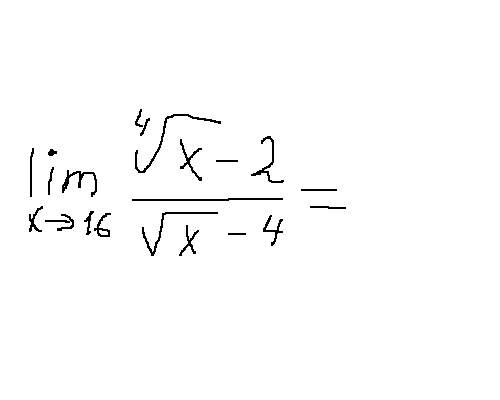 lim ∜x - 2
x→16 √x - 4 =